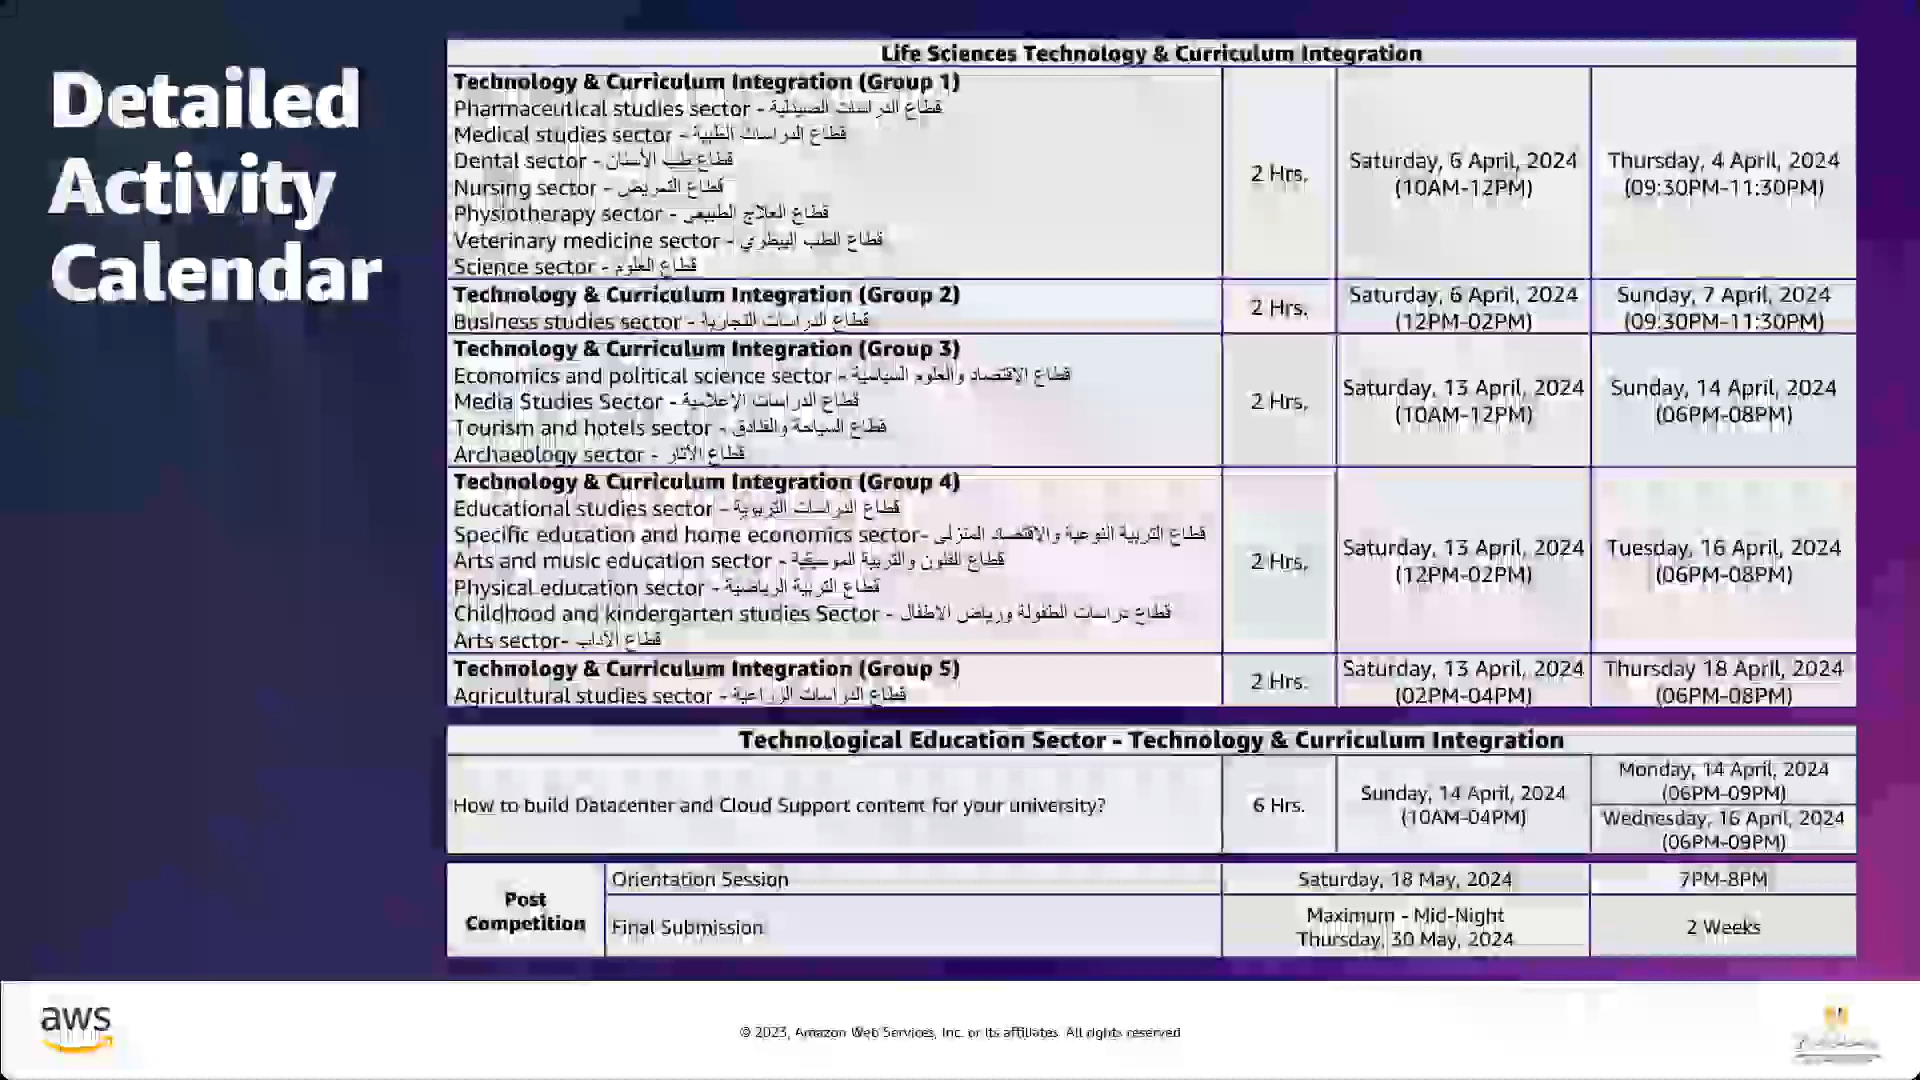 Detailed
Activity
Calendar
Life Sciences Technology & Curriculum Integration
Technology & Curriculum Integration (Group 1)
Pharmaceutical studies sector - قطاع الدراسات الصيدلية
Medical studies sector - قطاع الدراسات الطبية
Dental sector - قطاع طب الأسنان
Nursing sector - قطاع التمريض
Physiotherapy sector - قطاع العلاج الطبيعى
Veterinary medicine sector - قطاع الطب البيطري
Science sector - قطاع العلوم
2 Hrs.
Saturday, 6 April, 2024
(10AM-12PM)
Thursday, 4 April, 2024
(09:30PM-11:30PM)
Technology & Curriculum Integration (Group 2)
Business studies sector - قطاع الدراسات التجارية
2 Hrs.
Saturday, 6 April, 2024
(12PM-02PM)
Sunday, 7 April, 2024
(09:30PM-11:30PM)
Technology & Curriculum Integration (Group 3)
Economics and political science sector - قطاع الاقتصاد والعلوم السياسية
Media Studies Sector - قطاع الدراسات الإعلامية
Tourism and hotels sector - قطاع السياحة والفنادق
Archaeology sector - قطاع الأثار
2 Hrs.
Saturday, 13 April, 2024
(10AM-12PM)
Sunday, 14 April, 2024
(06PM-08PM)
Technology & Curriculum Integration (Group 4)
Educational studies sector - قطاع الدراسات التربوية
Specific education and home economics sector- قطاع التربية النوعية والاقتصاد المنزلى
Arts and music education sector - قطاع الفنون والتربية الموسيقية
Physical education sector - قطاع التربية الرياضية
Childhood and kindergarten studies Sector - قطاع دراسات الطفولة ورياض الاطفال
Arts sector- قطاع الآداب
2 Hrs.
Saturday, 13 April, 2024
(12PM-02PM)
Tuesday, 16 April, 2024
(06PM-08PM)
Technology & Curriculum Integration (Group 5)
Agricultural studies sector - قطاع الدراسات الزراعية
2 Hrs.
Saturday, 13 April, 2024
(02PM-04PM)
Thursday 18 April, 2024
(06PM-08PM)
Technological Education Sector - Technology & Curriculum Integration
How to build Datacenter and Cloud Support content for your university?
6 Hrs.
Sunday, 14 April, 2024
(10AM-04PM)
Monday, 14 April, 2024
(06PM-09PM)
Wednesday, 16 April, 2024
(06PM-09PM)
Post
Competition
Orientation Session
Saturday, 18 May, 2024
7PM-8PM
Final Submission
Maximum - Mid-Night
Thursday, 30 May, 2024
2 Weeks
aws
© 2023, Amazon Web Services, Inc. or its affiliates. All rights reserved